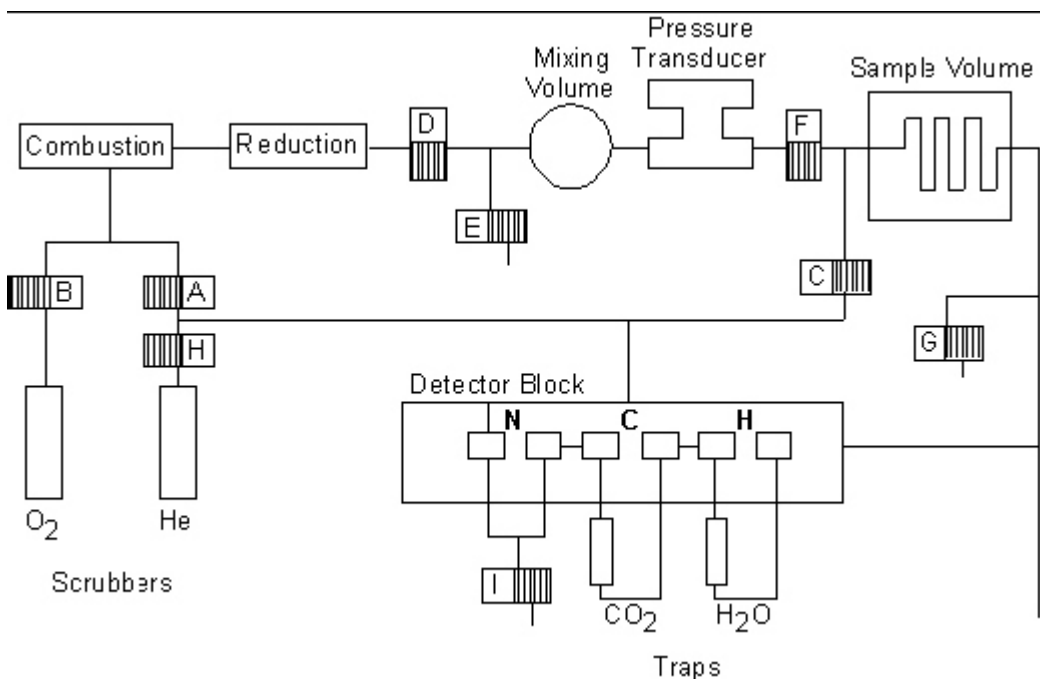 Pressure
Transducer
Mixing
Volume
Sample Volume
D
F
Combustion
Reduction
E
C
B
A
H
G
Detector Block
N C H
O2
He
I
CO2
H2O
Scrubbers
Traps